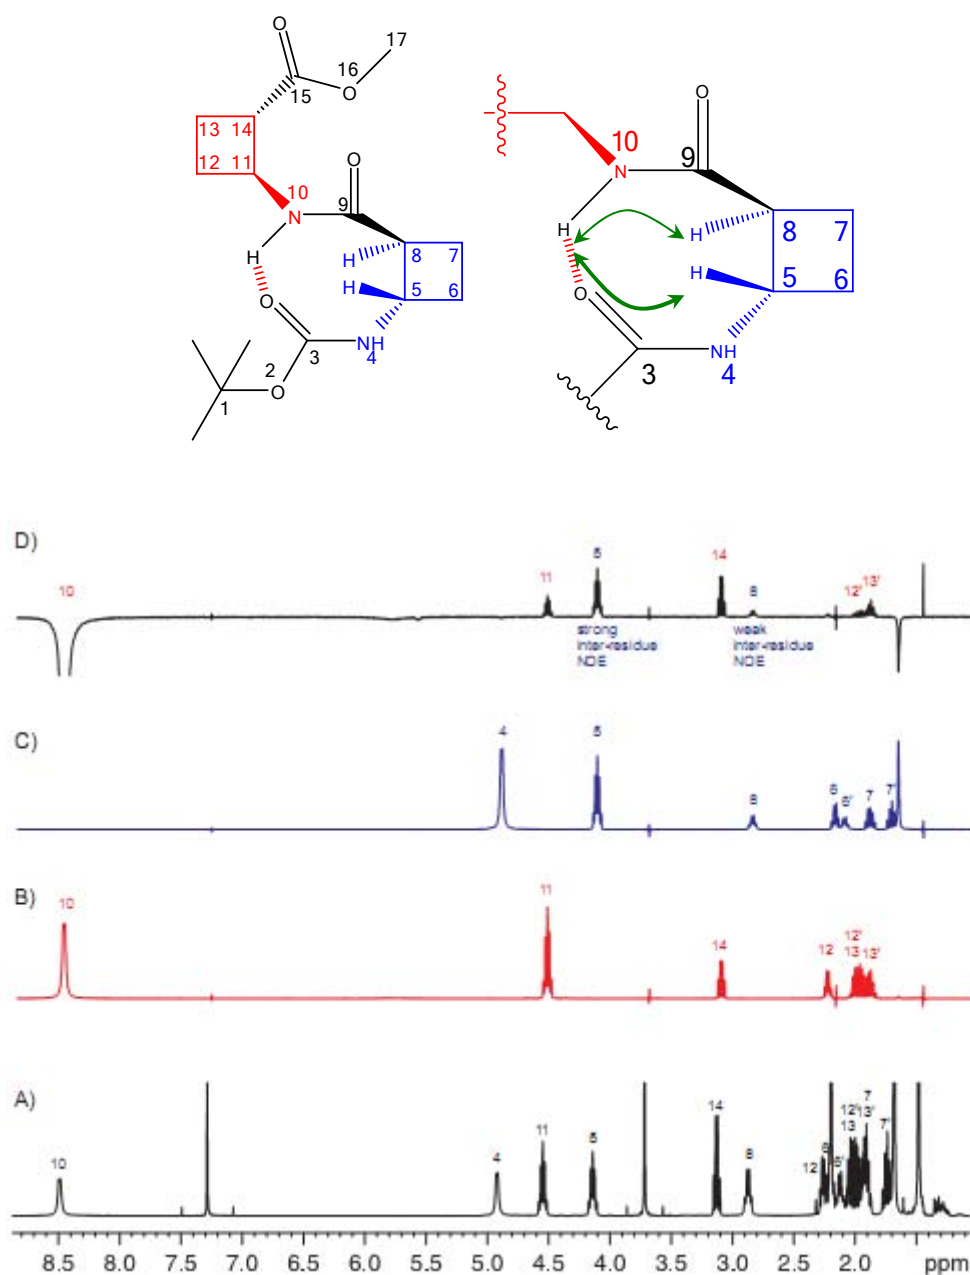 O
17
16
O
15
13 14
12 11
10
N
O
9
H
H
8
7
H
5
6
O
3
NH
4
2
O
1
O
10
N
9
H
H
8
7
H
5
6
O
3
NH
4
D)
10
11
5
14
8
12' 13'
strong
inter-residue
NOE
weak
inter-residue
NOE
C)
4
5
8
6
6'
7
7'
B)
10
11
14
12
12'
13 13'
A)
10
4
11
5
14
8
12
6
6'
12' 7
13 13'
7'
8.5 8.0 7.5 7.0 6.5 6.0 5.5 5.0 4.5 4.0 3.5 3.0 2.5 2.0 ppm